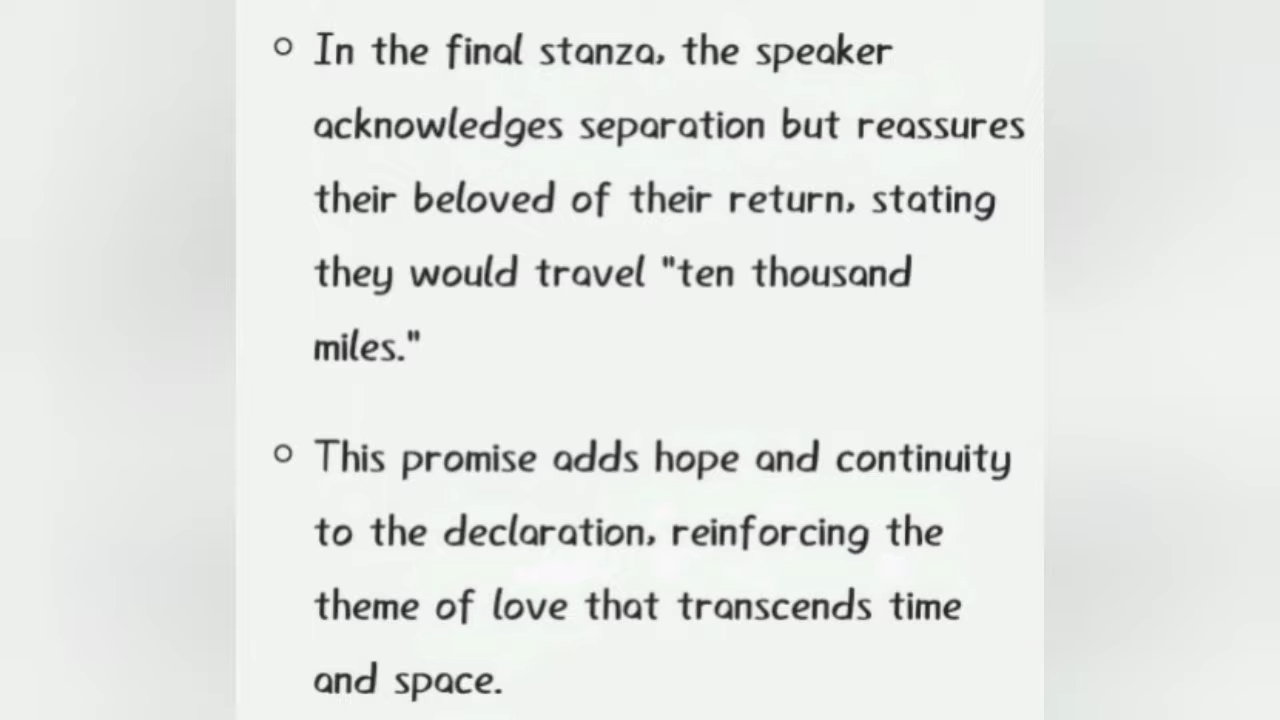 In the final stanza, the speaker
acknowledges separation but reassures
their beloved of their return, stating
they would travel "ten thousand
miles."
This promise adds hope and continuity
to the declaration, reinforcing the
theme of love that transcends time
and space.